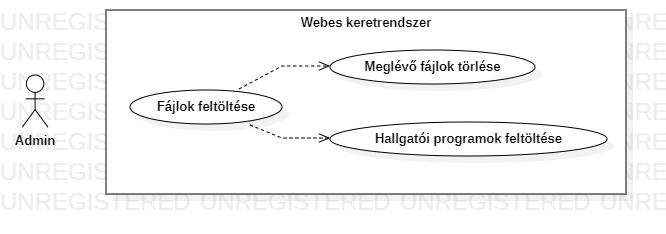 Webes keretrendszer
Meglévő fájlok törlése
Fájlok feltöltése
Hallgatói programok feltöltése
Admin
UNREGISTERED UNREGISTERED UNREGISTERED UNRE